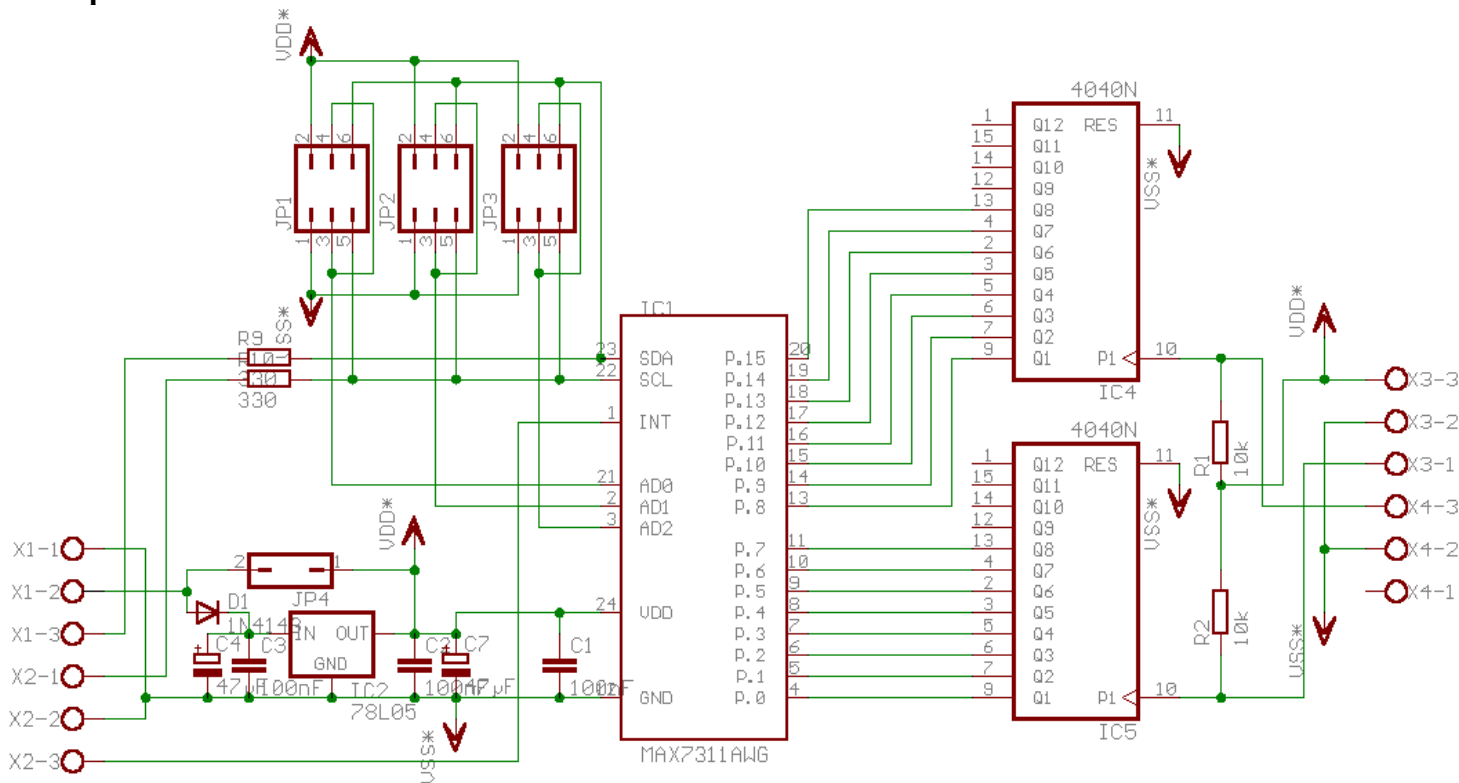 VDD*
2 4 6
2 4 6
2 4 6
JP1
JP2
JP3
1 3 5
1 3 5
1 3 5
SS*
R9
R10
330
330
IC1
23 SDA
22 SCL
1 INT
21 AD0
2 AD1
3 AD2
24 VDD
GND
P.15 20
P.14 19
P.13 18
P.12 17
P.11 16
P.10 15
P.9 14
P.8 13
P.7 11
P.6 10
P.5 9
P.4 8
P.3 7
P.2 6
P.1 5
P.0 4
MAX7311AWG
4040N
1 Q12 RES 11
15 Q11
14 Q10
12 Q9
13 Q8
4 Q7
2 Q6
3 Q5
5 Q4
6 Q3
7 Q2
9 Q1 P1 10
IC4
VSS*
4040N
1 Q12 RES 11
15 Q11
14 Q10
12 Q9
13 Q8
4 Q7
2 Q6
3 Q5
5 Q4
6 Q3
7 Q2
9 Q1 P1 10
IC5
VSS*
R1
10k
R2
10k
VDD*
VSS*
X3-3
X3-2
X3-1
X4-3
X4-2
X4-1
X1-1
X1-2
X1-3
X2-1
X2-2
X2-3
2 1
JP4
VDD*
D1
1N4148
C4
47µF
C3
100nF
IN OUT
GND
IC2
78L05
C2
100nF
C7
47µF
C1
100nF
VSS*